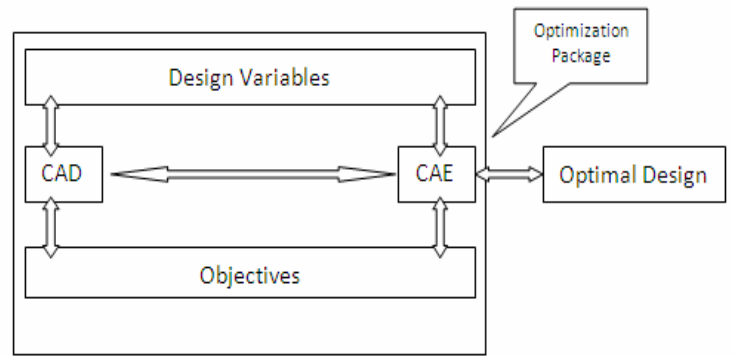 Optimization
Package
Design Variables
CAD
CAE
Optimal Design
Objectives